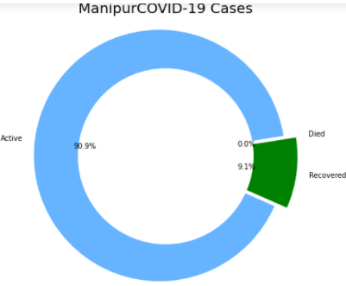 ManipurCOVID-19 Cases
Died
Active
90.9%
0.0%
9.1%
Recovered